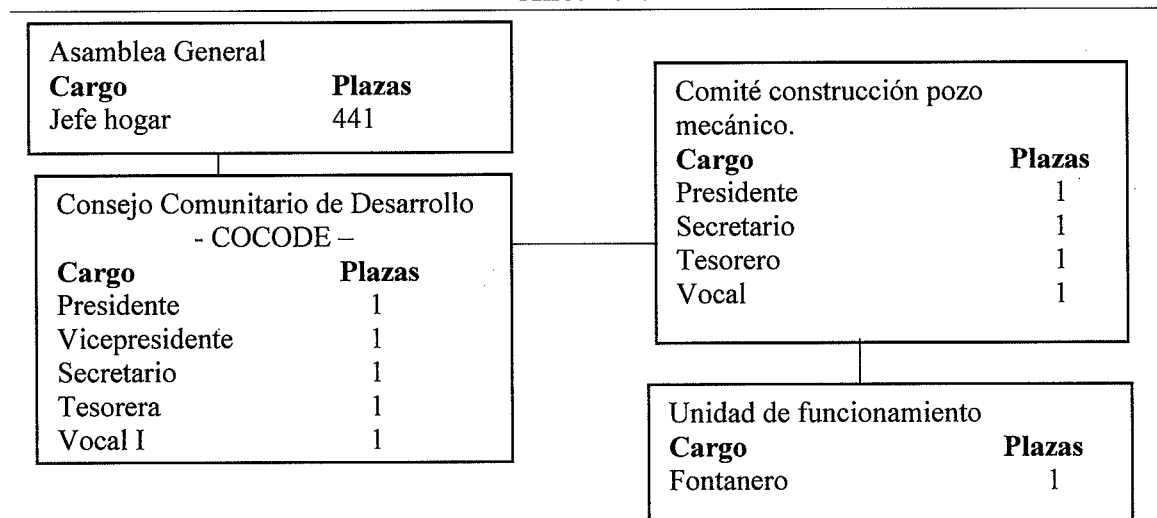 Asamblea General
Cargo Plazas
Jefe hogar 441
Consejo Comunitario de Desarrollo
- COCODE –
Cargo Plazas
Presidente 1
Vicepresidente 1
Secretario 1
Tesorera 1
Vocal I 1
Comité construcción pozo
mecánico.
Cargo Plazas
Presidente 1
Secretario 1
Tesorero 1
Vocal 1
Unidad de funcionamiento
Cargo Plazas
Fontanero 1